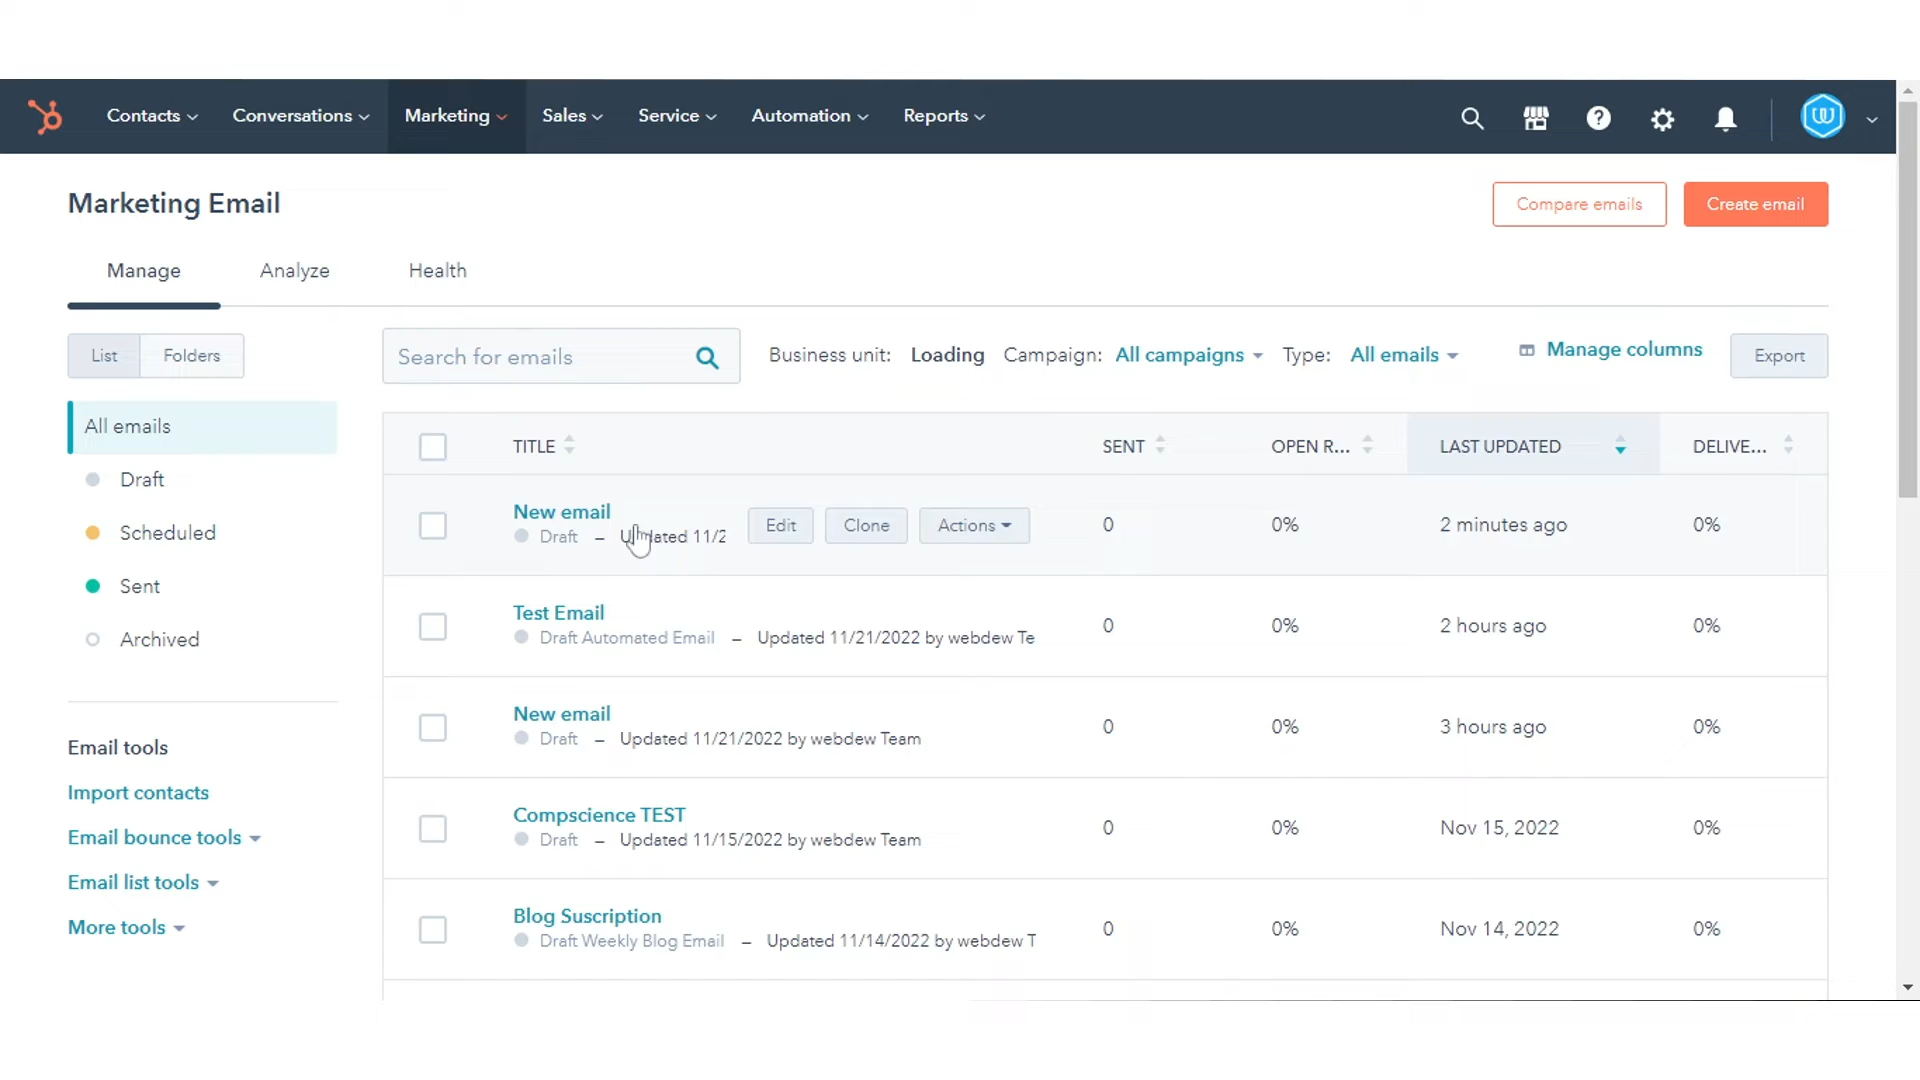 Contacts Conversations Marketing Sales Service Automation Reports
Marketing Email
Compare emails Create email
Manage Analyze Health
List Folders
Search for emails Business unit: Loading Campaign: All campaigns Type: All emails Manage columns Export
All emails
Draft
Scheduled
Sent
Archived
Email tools
Import contacts
Email bounce tools
Email list tools
More tools
TITLE SENT OPEN R... LAST UPDATED DELIVE...
New email
Draft – Updated 11/2
Edit Clone Actions 0 0% 2 minutes ago 0%
Test Email
Draft Automated Email – Updated 11/21/2022 by webdew Te
0 0% 2 hours ago 0%
New email
Draft – Updated 11/21/2022 by webdew Team
0 0% 3 hours ago 0%
Compscience TEST
Draft – Updated 11/15/2022 by webdew Team
0 0% Nov 15, 2022 0%
Blog Suscription
Draft Weekly Blog Email – Updated 11/14/2022 by webdew T
0 0% Nov 14, 2022 0%